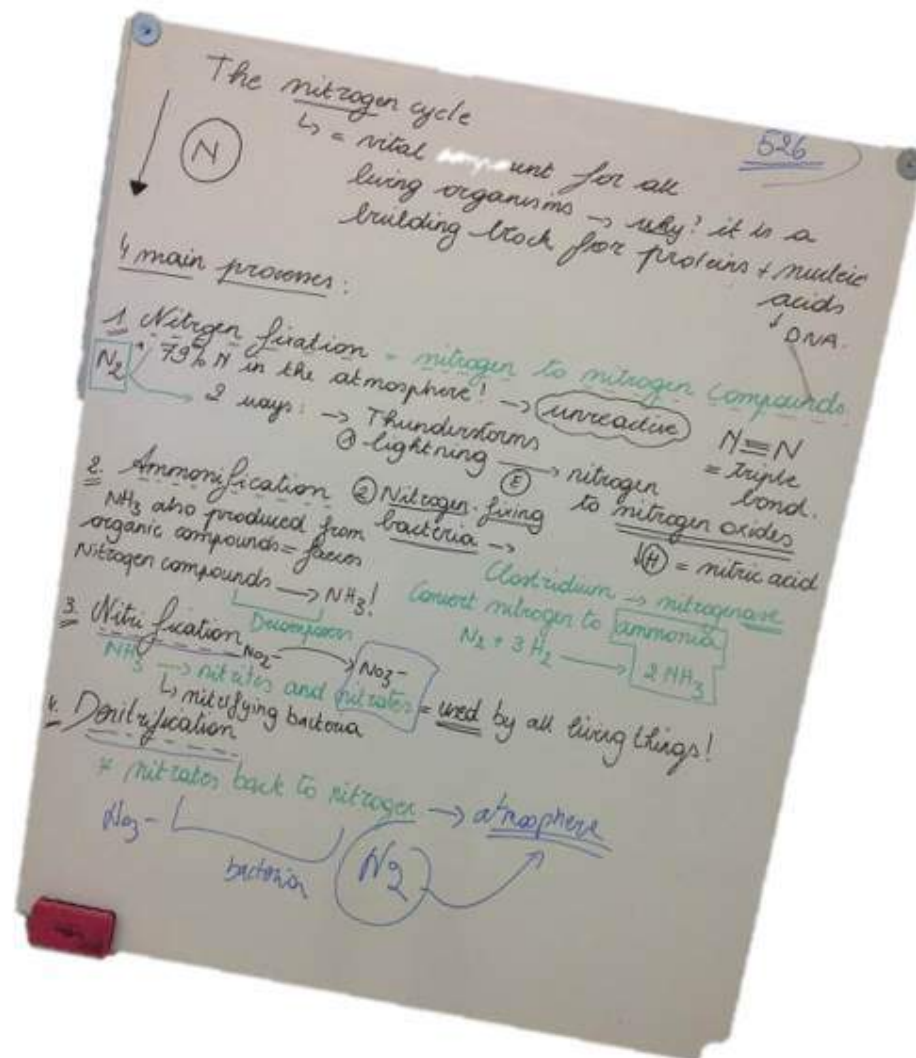 The nitrogen cycle
526
N
↳ = vital unt for all
living organisms → why? it is a
building block for proteins + nucleic
acids
↓ DNA.
4 main processes:
1. Nitrogen fixation = nitrogen to nitrogen compounds.
N2
79% N in the atmosphere! → unreactive
N≡N
= triple
bond.
2 ways: → Thunderstorms
① lightning → nitrogen
Ⓔ
to nitrogen oxides
↓ Ⓗ = nitric acid
② Nitrogen-fixing
bacteria →
Clostridium → nitrogenase
Convert nitrogen to ammonia
N2 + 3 H2 → 2 NH3
2. Ammonification
NH3 also produced from
organic compounds = faeces
Nitrogen compounds → NH3!
Decomposers
3. Nitrification
NO2- → NO3-
NH3 → nitrites and nitrates = used by all living things!
↳ nitrifying bacteria
4. Denitrification
* nitrates back to nitrogen → atmosphere
NO3-
bacteria
N2